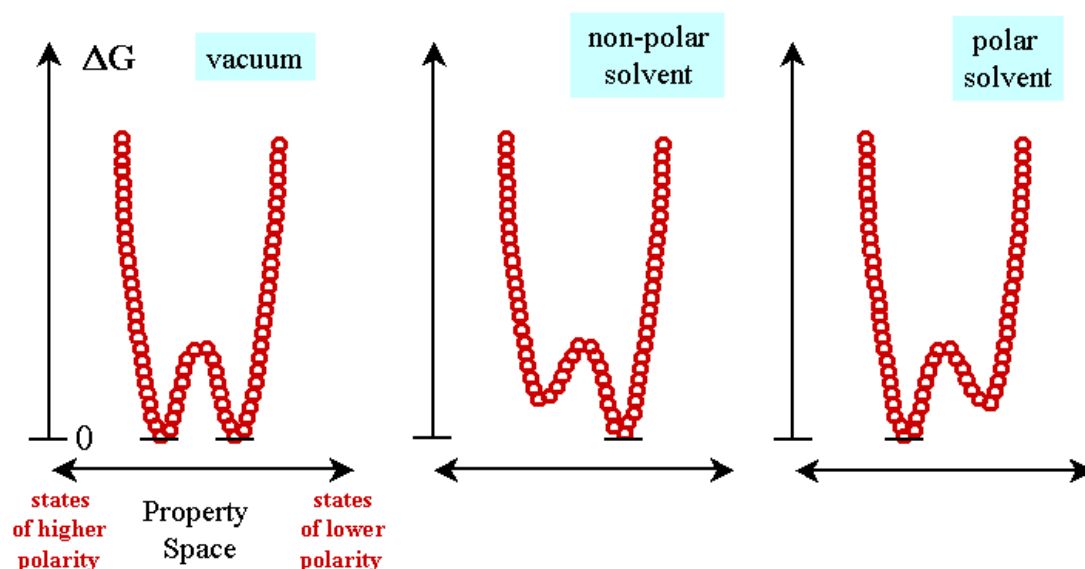 ΔG
vacuum
non-polar
solvent
polar
solvent
0
states
of higher
polarity
Property
Space
states
of lower
polarity